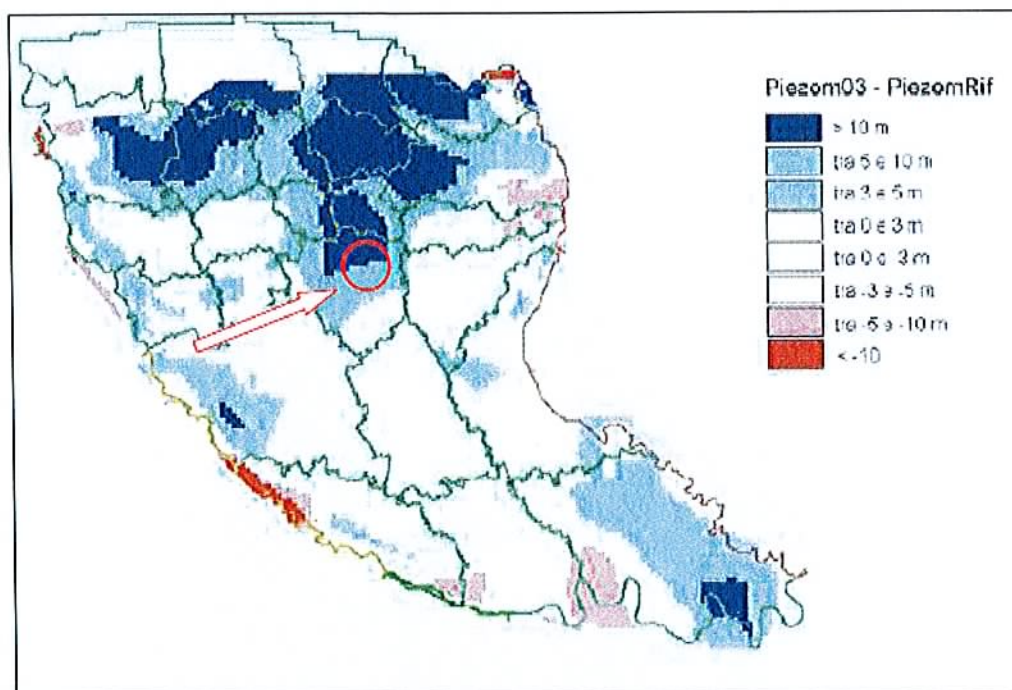 Piezom03 - PiezomRif
> 10 m
tra 5 e 10 m
tra 3 e 5 m
tra 0 e 3 m
tra 0 e -3 m
tra -3 e -5 m
tra -5 e -10 m
< -10